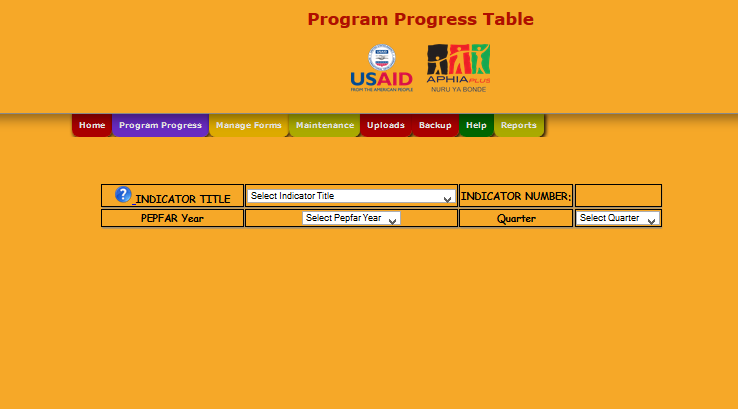 Program Progress Table
USAID
FROM THE AMERICAN PEOPLE
APHIAPLUS
NURU YA BONDE
Home Program Progress Manage Forms Maintenance Uploads Backup Help Reports
? INDICATOR TITLE Select Indicator Title INDICATOR NUMBER:
PEPFAR Year Select Pepfar Year Quarter Select Quarter